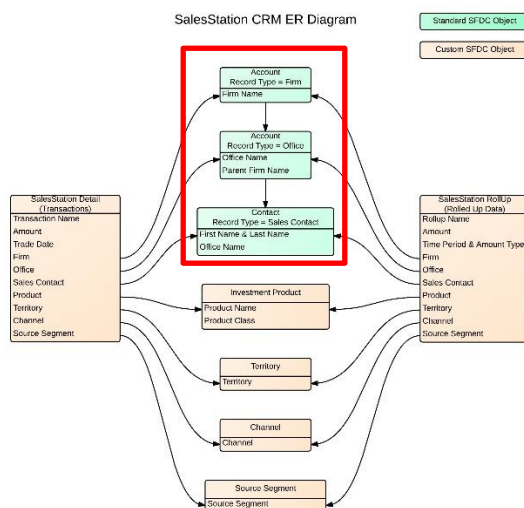 SalesStation CRM ER Diagram
Standard SFDC Object
Custom SFDC Object
Account
Record Type = Firm
Firm Name
Account
Record Type = Office
Office Name
Parent Firm Name
Contact
Record Type = Sales Contact
First Name & Last Name
Office Name
SalesStation Detail
(Transactions)
Transaction Name
Amount
Trade Date
Firm
Office
Sales Contact
Product
Territory
Channel
Source Segment
SalesStation RollUp
(Rolled Up Data)
Rollup Name
Amount
Time Period & Amount Type
Firm
Office
Sales Contact
Product
Territory
Channel
Source Segment
Investment Product
Product Name
Product Class
Territory
Territory
Channel
Channel
Source Segment
Source Segment